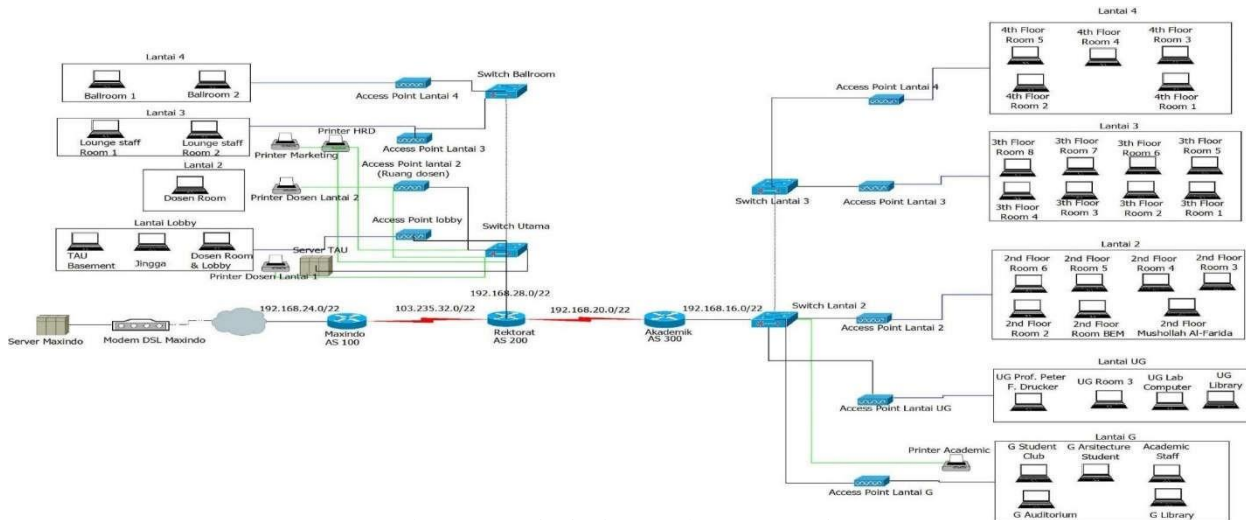 Lantai 4
Ballroom 1
Ballroom 2
Access Point Lantai 4
Switch Ballroom
Lantai 3
Lounge staff
Room 1
Lounge staff
Room 2
Printer Marketing
Printer HRD
Access Point Lantai 3
Lantai 2
Dosen Room
Printer Dosen Lantai 2
Access Point lantai 2
(Ruang dosen)
Lantai Lobby
TAU
Basement
Jingga
Dosen Room
& Lobby
Printer Dosen Lantai 1
Server TAU
Access Point lobby
Switch Utama
Server Maxindo
Modem DSL Maxindo
192.168.24.0/22
Maxindo
AS 100
103.235.32.0/22
192.168.28.0/22
Rektorat
AS 200
192.168.20.0/22
Akademik
AS 300
192.168.16.0/22
Switch Lantai 2
Switch Lantai 3
Access Point Lantai 4
Access Point Lantai 3
Access Point Lantai 2
Access Point Lantai UG
Printer Academic
Access Point Lantai G
Lantai 4
4th Floor
Room 5
4th Floor
Room 4
4th Floor
Room 3
4th Floor
Room 2
4th Floor
Room 1
Lantai 3
3th Floor
Room 8
3th Floor
Room 7
3th Floor
Room 6
3th Floor
Room 5
3th Floor
Room 4
3th Floor
Room 3
3th Floor
Room 2
3th Floor
Room 1
Lantai 2
2nd Floor
Room 6
2nd Floor
Room 5
2nd Floor
Room 4
2nd Floor
Room 3
2nd Floor
Room 2
2nd Floor
Room BEM
2nd Floor
Mushollah Al-Farida
Lantai UG
UG Prof. Peter
F. Drucker
UG Room 3
UG Lab
Computer
UG
Library
Lantai G
G Student
Club
G Arsitecture
Student
Academic
Staff
G Auditorium
G Library